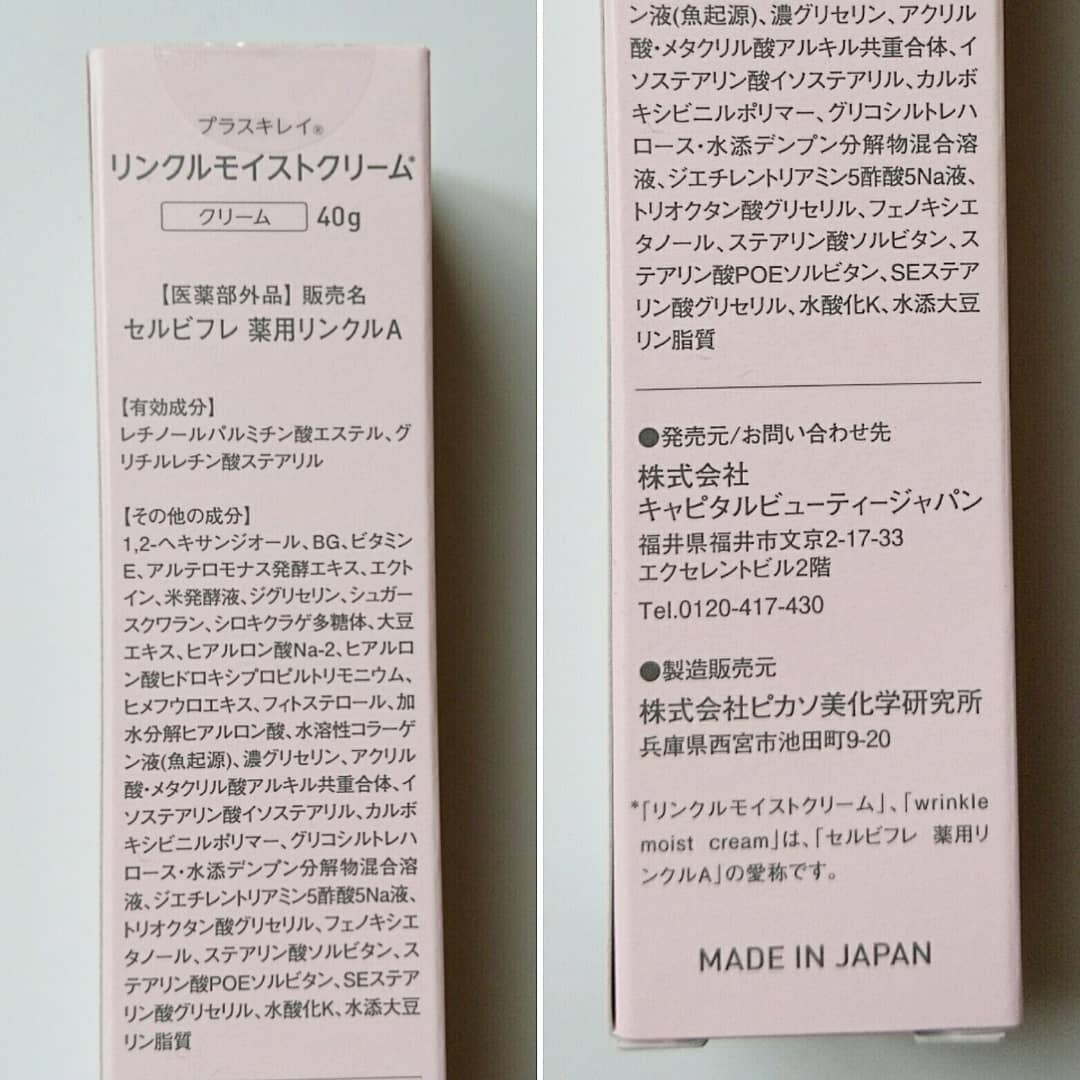 プラスキレイ®
リンクルモイストクリーム*
クリーム 40g
【医薬部外品】販売名
セルビフレ 薬用リンクルA
【有効成分】
レチノールパルミチン酸エステル、グ
リチルレチン酸ステアリル
【その他の成分】
1,2-ヘキサンジオール、BG、ビタミン
E、アルテロモナス発酵エキス、エクト
イン、米発酵液、ジグリセリン、シュガー
スクワラン、シロキクラゲ多糖体、大豆
エキス、ヒアルロン酸Na-2、ヒアルロ
ン酸ヒドロキシプロピルトリモニウム、
ヒメフウロエキス、フィトステロール、加
水分解ヒアルロン酸、水溶性コラーゲ
ン液(魚起源)、濃グリセリン、アクリル
酸・メタクリル酸アルキル共重合体、イ
ソステアリン酸イソステアリル、カルボ
キシビニルポリマー、グリコシルトレハ
ロース・水添デンプン分解物混合溶
液、ジエチレントリアミン5酢酸5Na液、
トリオクタン酸グリセリル、フェノキシエ
タノール、ステアリン酸ソルビタン、ス
テアリン酸POEソルビタン、SEステア
リン酸グリセリル、水酸化K、水添大豆
リン脂質
ン液(魚起源)、濃グリセリン、アクリル
酸・メタクリル酸アルキル共重合体、イ
ソステアリン酸イソステアリル、カルボ
キシビニルポリマー、グリコシルトレハ
ロース・水添デンプン分解物混合溶
液、ジエチレントリアミン5酢酸5Na液、
トリオクタン酸グリセリル、フェノキシエ
タノール、ステアリン酸ソルビタン、ス
テアリン酸POEソルビタン、SEステア
リン酸グリセリル、水酸化K、水添大豆
リン脂質
●発売元/お問い合わせ先
株式会社
キャピタルビューティージャパン
福井県福井市文京2-17-33
エクセレントビル2階
Tel.0120-417-430
●製造販売元
株式会社ピカソ美化学研究所
兵庫県西宮市池田町9-20
*「リンクルモイストクリーム」、「wrinkle
moist cream」は、「セルビフレ 薬用リ
ンクルA」の愛称です。
MADE IN JAPAN